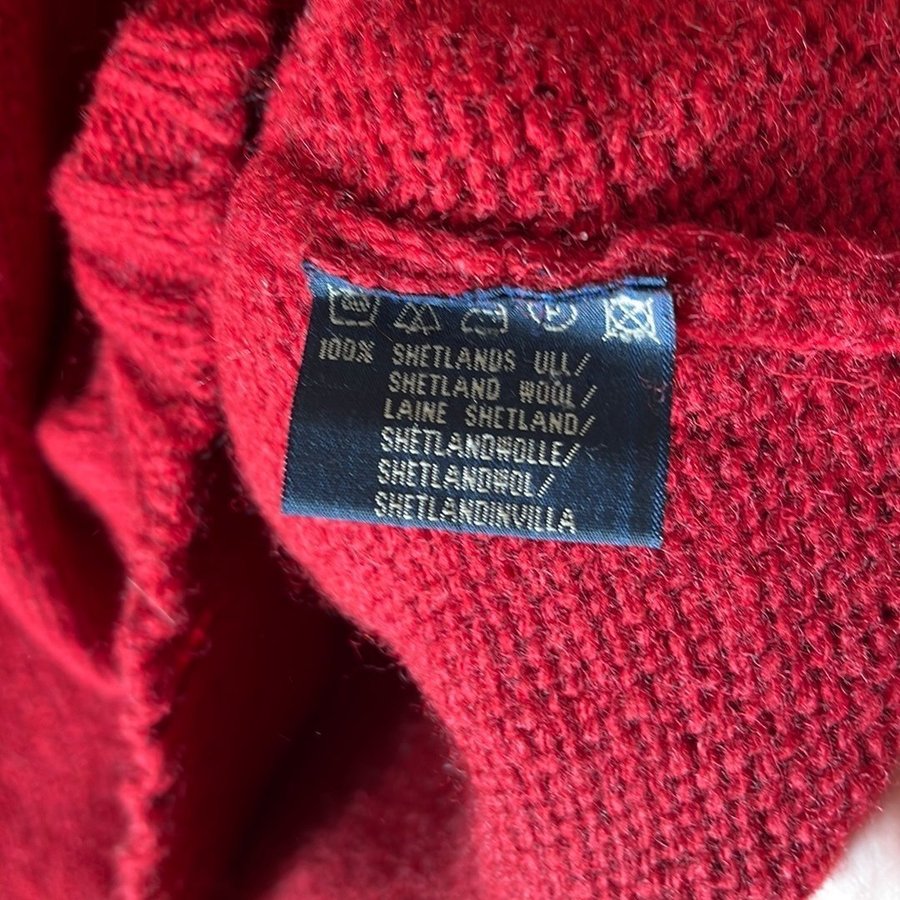 100% SHETLANDS ULL/
SHETLAND WOOL/
LAINE SHETLAND/
SHETLANDWOLLE/
SHETLANDWOL/
SHETLANDINVILLA